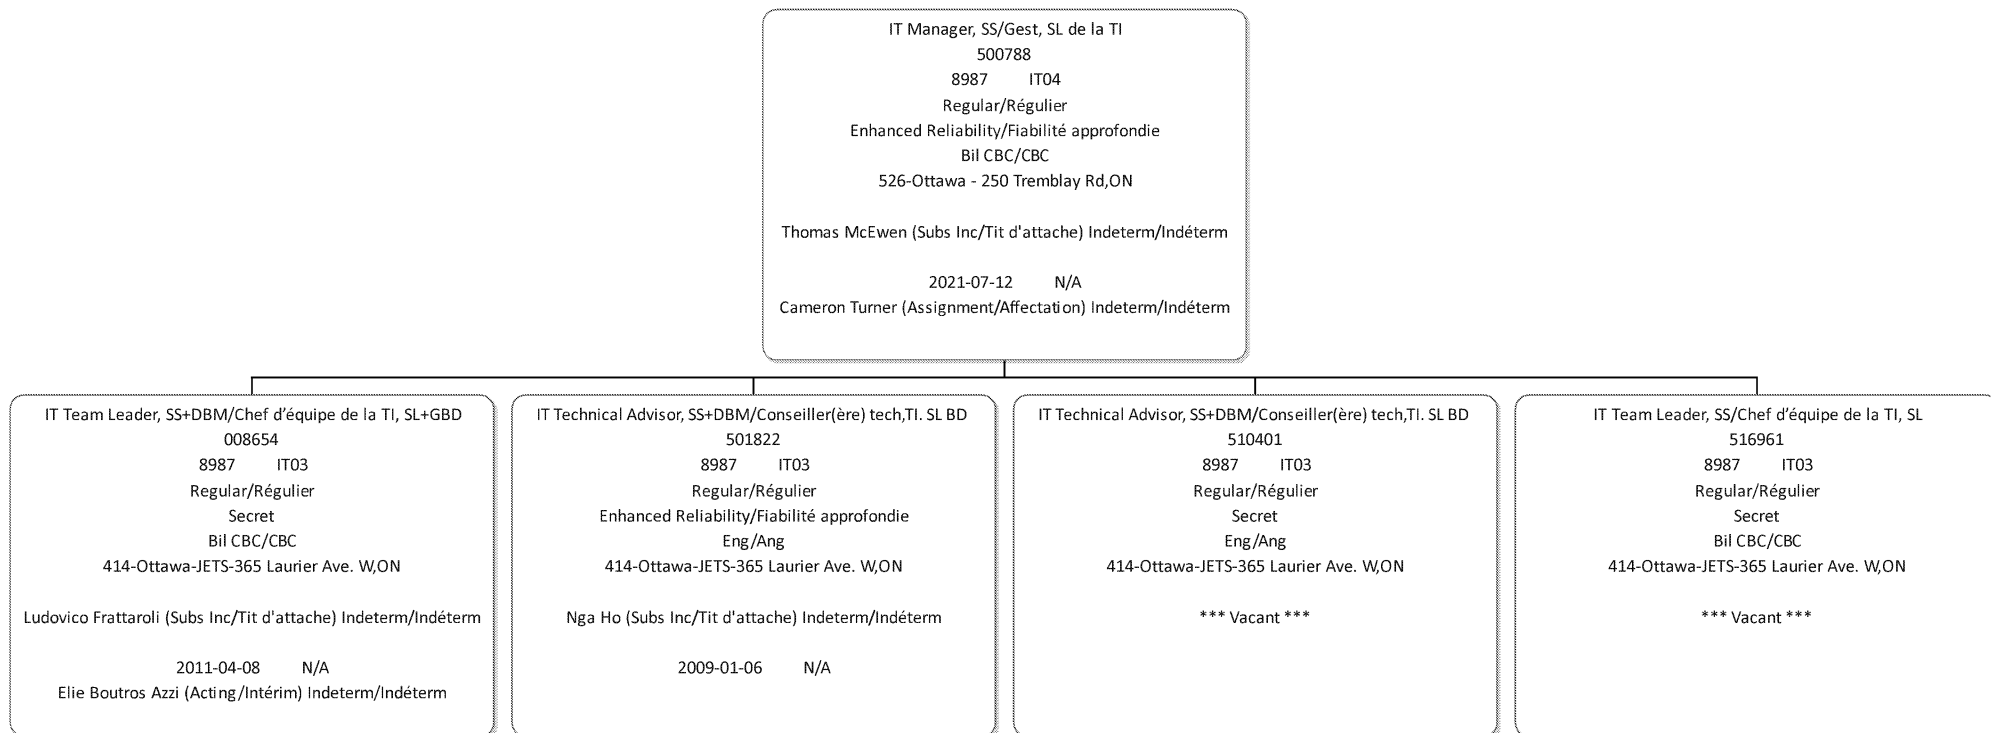 IT Manager, SS/Gest, SL de la TI
500788
8987 IT04
Regular/Régulier
Enhanced Reliability/Fiabilité approfondie
Bil CBC/CBC
526-Ottawa - 250 Tremblay Rd,ON
Thomas McEwen (Subs Inc/Tit d'attache) Indeterm/Indéterm
2021-07-12 N/A
Cameron Turner (Assignment/Affectation) Indeterm/Indéterm
IT Team Leader, SS+DBM/Chef d’équipe de la TI, SL+GBD
008654
8987 IT03
Regular/Régulier
Secret
Bil CBC/CBC
414-Ottawa-JETS-365 Laurier Ave. W,ON
Ludovico Frattaroli (Subs Inc/Tit d'attache) Indeterm/Indéterm
2011-04-08 N/A
Elie Boutros Azzi (Acting/Intérim) Indeterm/Indéterm
IT Technical Advisor, SS+DBM/Conseiller(ère) tech,TI. SL BD
501822
8987 IT03
Regular/Régulier
Enhanced Reliability/Fiabilité approfondie
Eng/Ang
414-Ottawa-JETS-365 Laurier Ave. W,ON
Nga Ho (Subs Inc/Tit d'attache) Indeterm/Indéterm
2009-01-06 N/A
IT Technical Advisor, SS+DBM/Conseiller(ère) tech,TI. SL BD
510401
8987 IT03
Regular/Régulier
Secret
Eng/Ang
414-Ottawa-JETS-365 Laurier Ave. W,ON
*** Vacant ***
IT Team Leader, SS/Chef d’équipe de la TI, SL
516961
8987 IT03
Regular/Régulier
Secret
Bil CBC/CBC
414-Ottawa-JETS-365 Laurier Ave. W,ON
*** Vacant ***